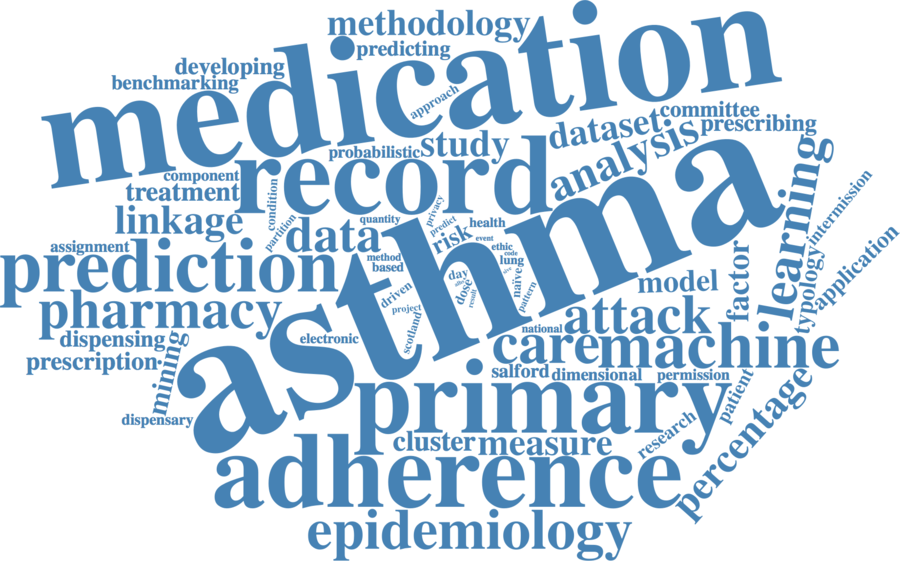 methodology
medication
predicting
developing
benchmarking
approach
committee
dataset
prescribing
study
probabilistic
record
analysis
component
treatment
condition
learning
intermission
linkage
partition
quantity
privacy
predict
health
data
risk
event
ethic
code
assignment
method
based
lung
asthma
prediction
day
dose
result
naïve
pattern
model
factor
typology
application
driven
project
pharmacy
scotland
national
attack
dispensing
electronic
care
machine
prescription
mining
salford
dimensional
permission
primary
patient
percentage
dispensary
cluster
measure
research
adherence
epidemiology